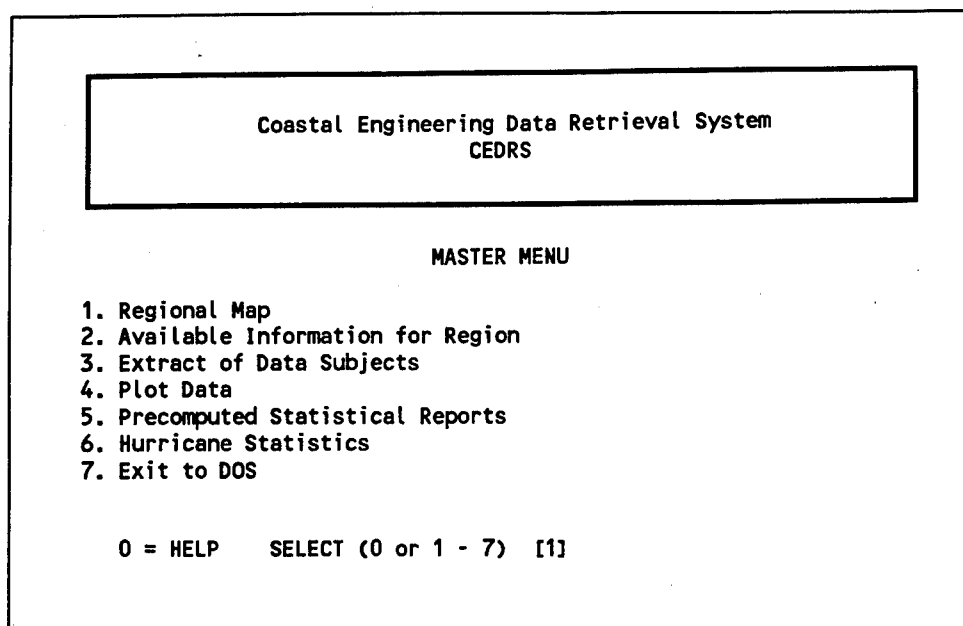 Coastal Engineering Data Retrieval System
CEDRS
MASTER MENU
1. Regional Map
2. Available Information for Region
3. Extract of Data Subjects
4. Plot Data
5. Precomputed Statistical Reports
6. Hurricane Statistics
7. Exit to DOS
0 = HELP SELECT (0 or 1 - 7) [1]